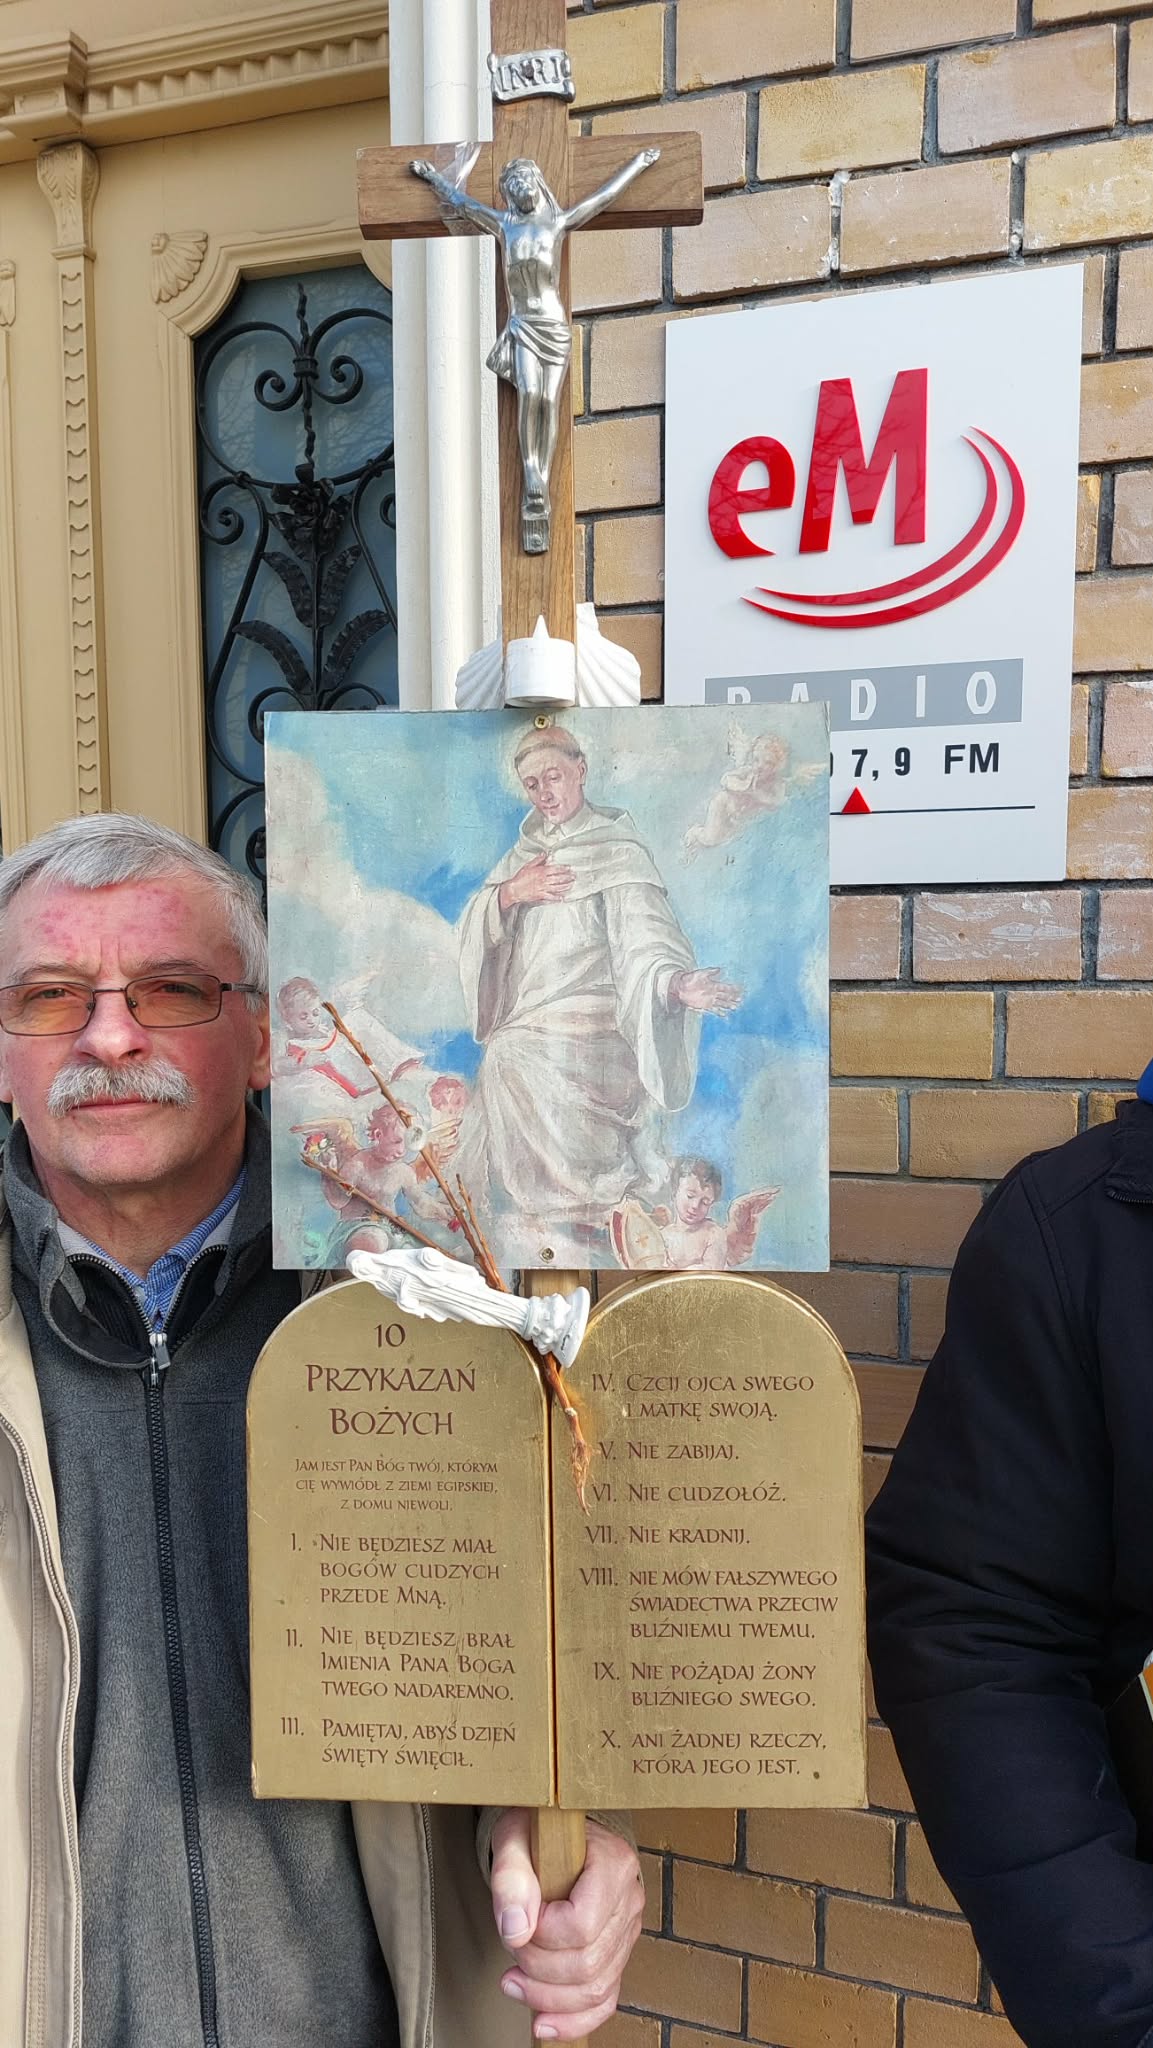 INRI
eM
RADIO
7,9 FM
10
PRZYKAZAŃ
BOŻYCH
JAM JEST PAN BÓG TWÓJ, KTÓRYM
CIĘ WYWIÓDŁ Z ZIEMI EGIPSKIEJ,
Z DOMU NIEWOLI.
I. NIE BĘDZIESZ MIAŁ
BOGÓW CUDZYCH
PRZEDE MNĄ.
II. NIE BĘDZIESZ BRAŁ
IMIENIA PANA BOGA
TWEGO NADAREMNO.
III. PAMIĘTAJ, ABYŚ DZIEŃ
ŚWIĘTY ŚWIĘCIŁ.
IV. CZCIJ OJCA SWEGO
I MATKĘ SWOJĄ.
V. NIE ZABIJAJ.
VI. NIE CUDZOŁÓŻ.
VII. NIE KRADNIJ.
VIII. NIE MÓW FAŁSZYWEGO
ŚWIADECTWA PRZECIW
BLIŹNIEMU TWEMU.
IX. NIE POŻĄDAJ ŻONY
BLIŹNIEGO SWEGO.
X. ANI ŻADNEJ RZECZY,
KTÓRA JEGO JEST.